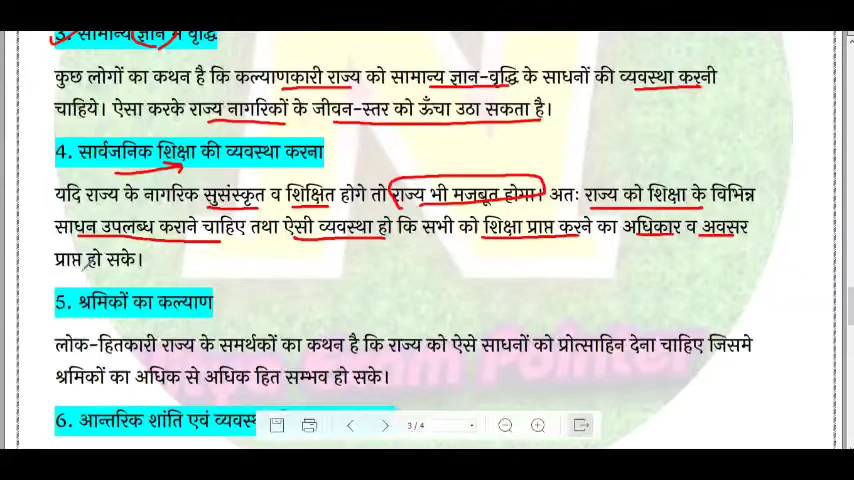 3. सामान्य ज्ञान में वृद्धि
कुछ लोगों का कथन है कि कल्याणकारी राज्य को सामान्य ज्ञान-वृद्धि के साधनों की व्यवस्था करनी
चाहिये। ऐसा करके राज्य नागरिकों के जीवन-स्तर को ऊँचा उठा सकता है।
4. सार्वजनिक शिक्षा की व्यवस्था करना
यदि राज्य के नागरिक सुसंस्कृत व शिक्षित होगे तो राज्य भी मजबूत होगा। अतः राज्य को शिक्षा के विभिन्न
साधन उपलब्ध कराने चाहिए तथा ऐसी व्यवस्था हो कि सभी को शिक्षा प्राप्त करने का अधिकार व अवसर
प्राप्त हो सके।
5. श्रमिकों का कल्याण
लोक-हितकारी राज्य के समर्थकों का कथन है कि राज्य को ऐसे साधनों को प्रोत्साहिन देना चाहिए जिसमे
श्रमिकों का अधिक से अधिक हित सम्भव हो सके।
6. आन्तरिक शांति एवं
3 / 4